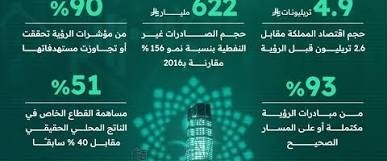 4.9 تريليونات
حجم اقتصاد المملكة مقابل
2.6 تريليون قبل الرؤية
622 مليار
حجم الصادرات غير
النفطية بنسبة نمو 156 %
مقارنة بـ2016
%90
من مؤشرات الرؤية تحققت
أو تجاوزت مستهدفاتها
%93
من مبادرات الرؤية
مكتملة أو على المسار
الصحيح
%51
مساهمة القطاع الخاص في
الناتج المحلي الحقيقي
مقابل 40 % سابقًا